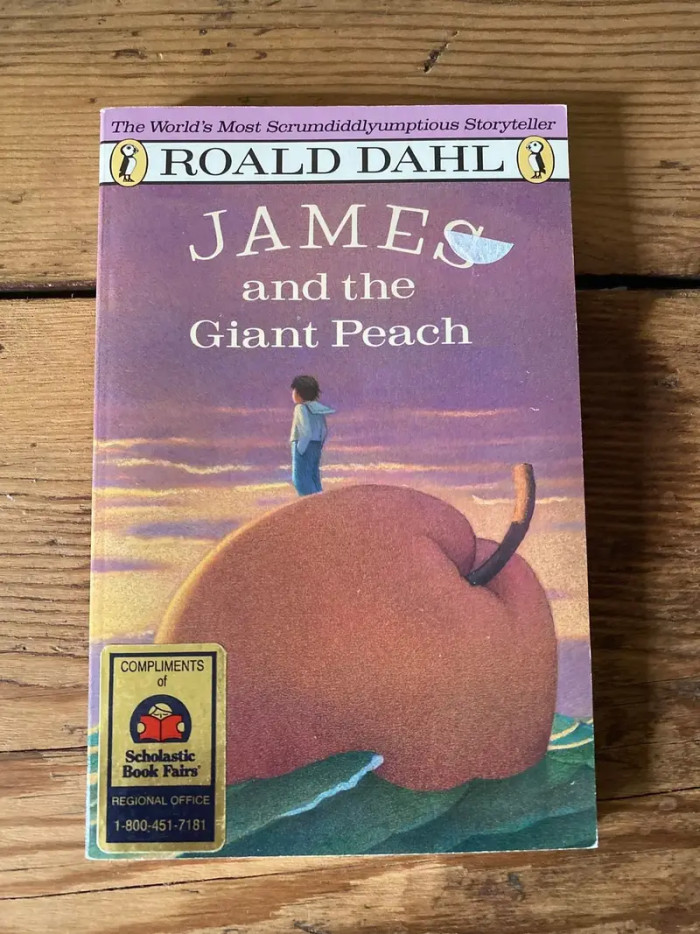 The World's Most Scrumdiddlyumptious Storyteller
ROALD DAHL
JAMES
and the
Giant Peach
COMPLIMENTS
of
Scholastic
Book Fairs®
REGIONAL OFFICE
1-800-451-7181